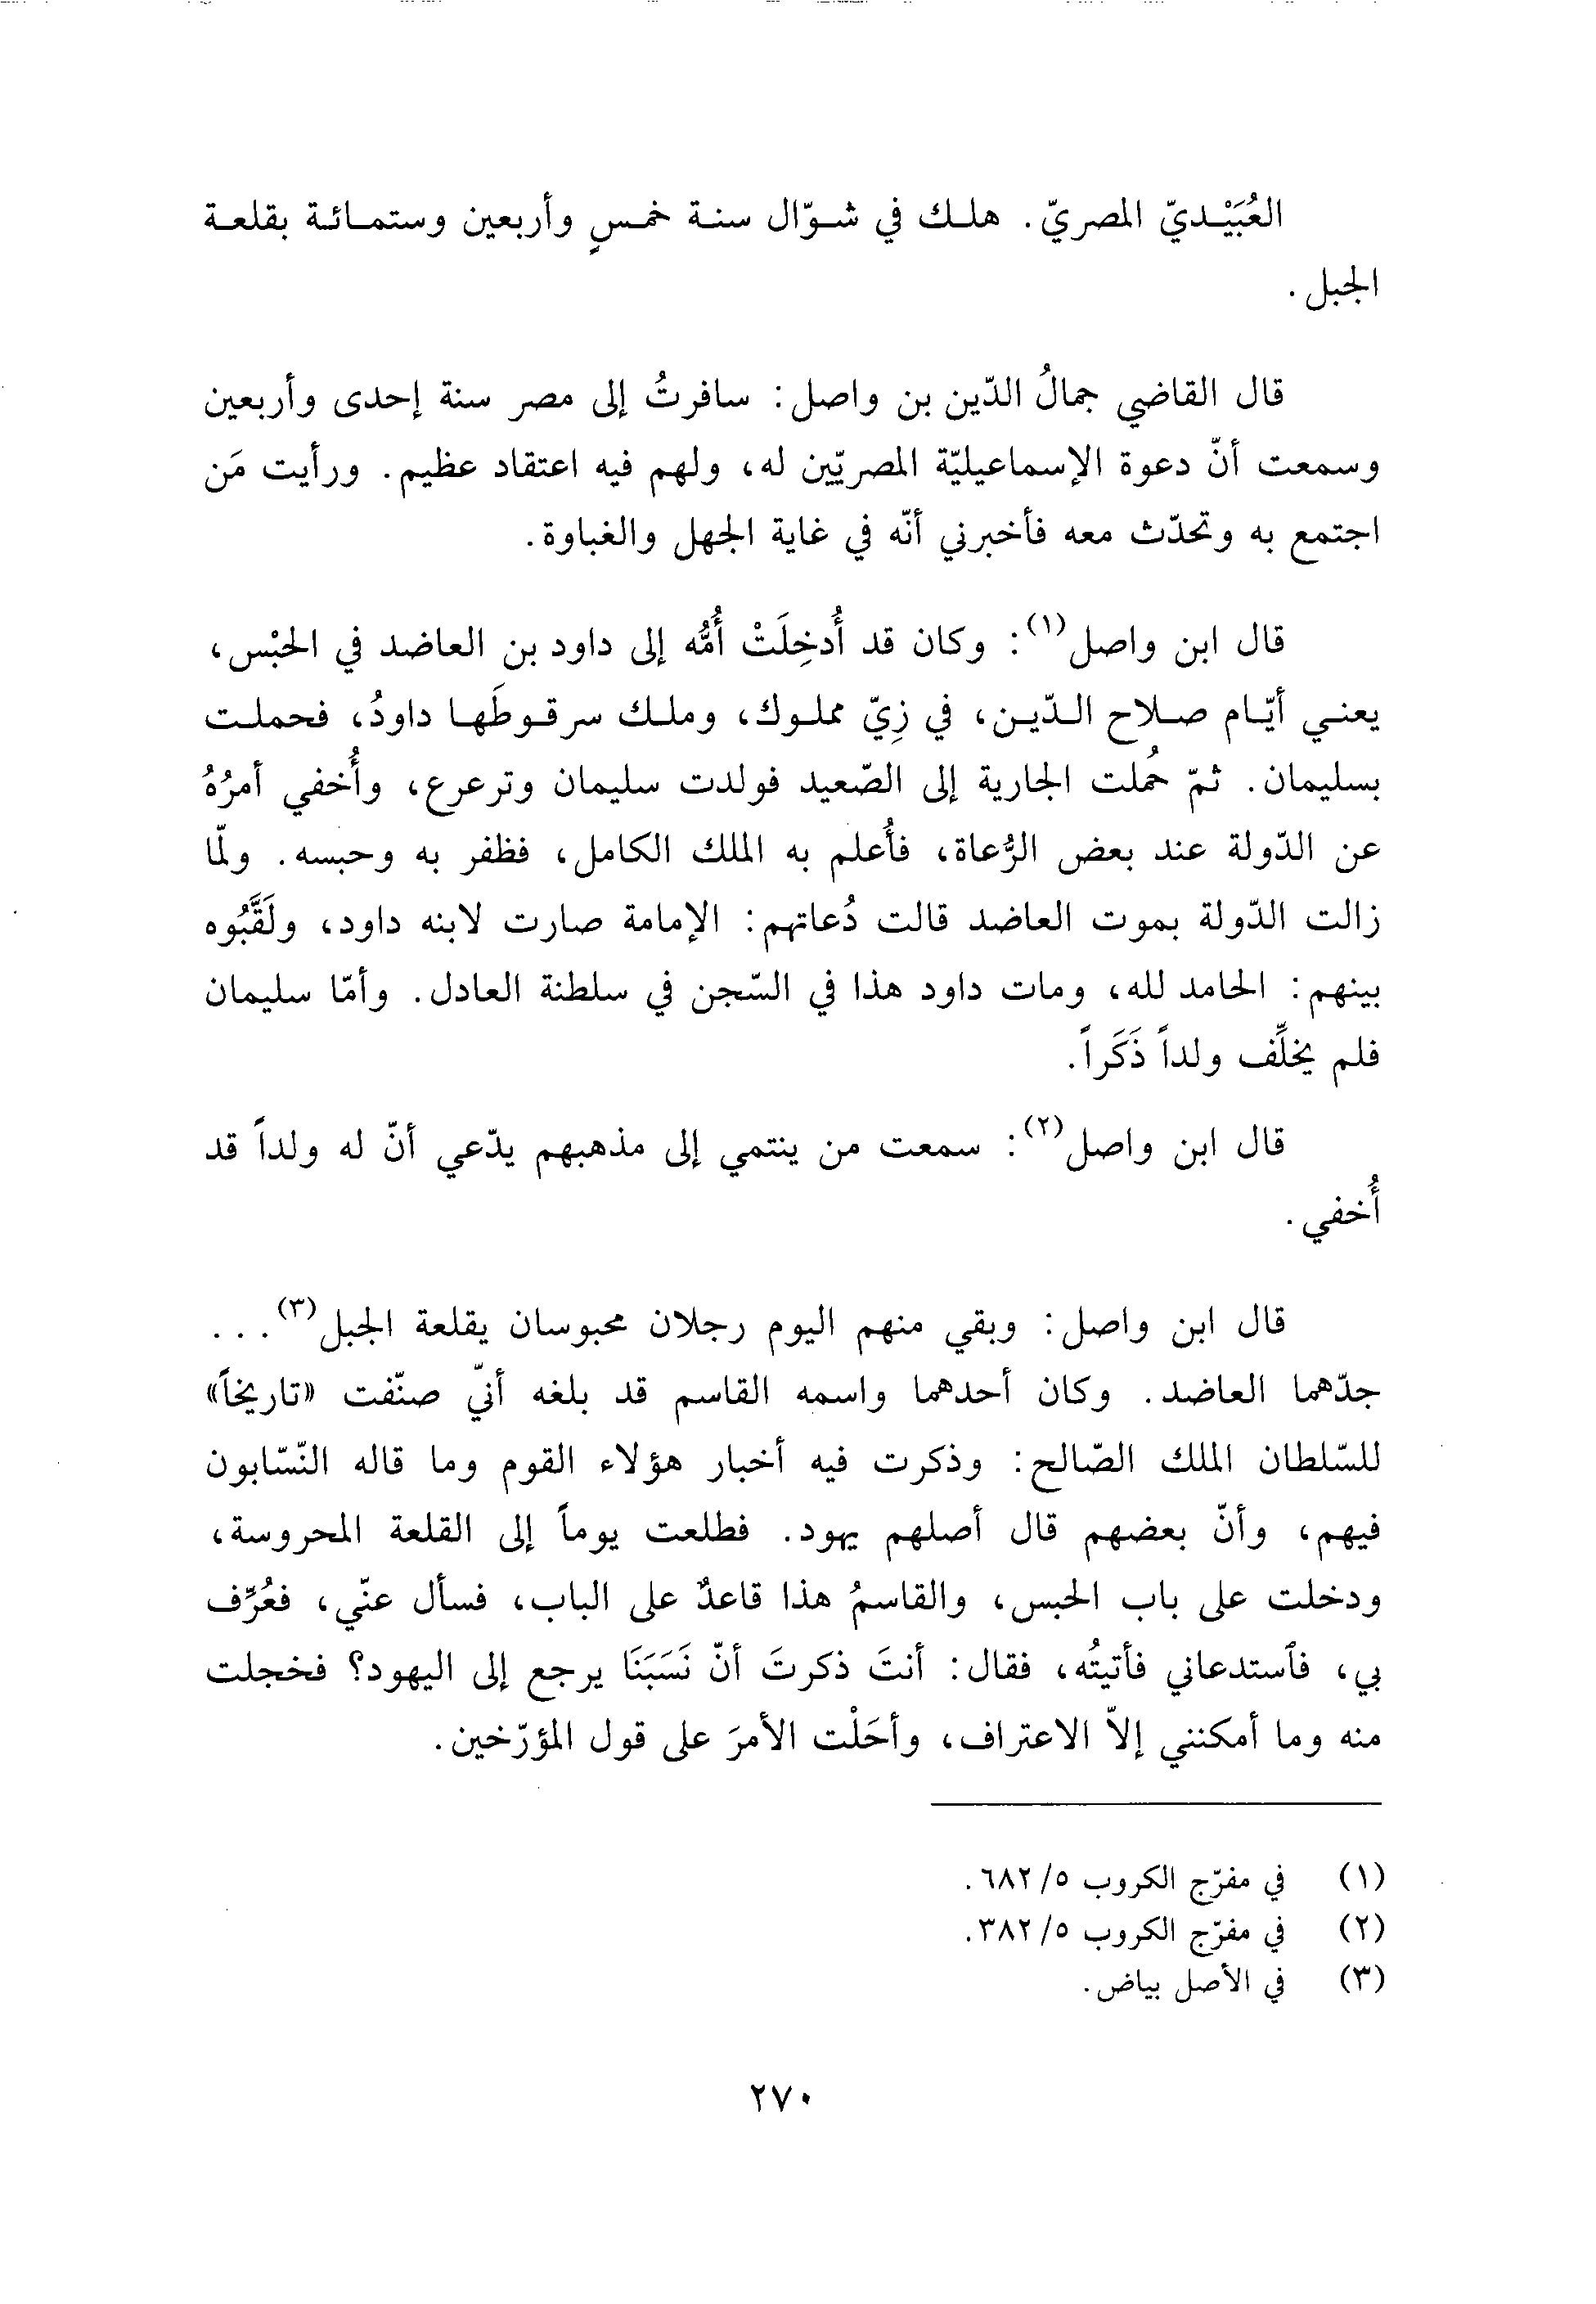 العُبَيْديّ المصريّ. هلك في شوّال سنة خمسٍ وأربعين وستمائة بقلعة
الجبل.
قال القاضي جمالُ الدّين بن واصل: سافرتُ إلى مصر سنة إحدى وأربعين
وسمعت أنّ دعوة الإسماعيليّة المصريّين له، ولهم فيه اعتقاد عظيم. ورأيت مَن
اجتمع به وتحدّث معه فأخبرني أنّه في غاية الجهل والغباوة.
قال ابن واصل(١): وكان قد أُدخِلَتْ أُمُّه إلى داود بن العاضد في الحبْس،
يعني أيّام صلاح الدّين، في زِيّ مملوك، وملك سرقوطَها داودُ، فحملت
بسليمان. ثمّ حُملت الجارية إلى الصّعيد فولدت سليمان وترعرع، وأُخفي أمرُهُ
عن الدّولة عند بعض الرُّعاة، فأُعلم به الملك الكامل، فظفر به وحبسه. ولمّا
زالت الدّولة بموت العاضد قالت دُعاتهم: الإمامة صارت لابنه داود، ولَقَّبُوه
بينهم: الحامد لله، ومات داود هذا في السّجن في سلطنة العادل. وأمّا سليمان
فلم يخلِّف ولداً ذَكَراً.
قال ابن واصل(٢): سمعت من ينتمي إلى مذهبهم يدّعي أنّ له ولداً قد
أُخفي.
قال ابن واصل: وبقي منهم اليوم رجلان محبوسان يقلعة الجبل(٣)...
جدّهما العاضد. وكان أحدهما واسمه القاسم قد بلغه أنيّ صنّفت «تاريخاً»
للسّلطان الملك الصّالح: وذكرت فيه أخبار هؤلاء القوم وما قاله النّسّابون
فيهم، وأنّ بعضهم قال أصلهم يهود. فطلعت يوماً إلى القلعة المحروسة،
ودخلت على باب الحبس، والقاسمُ هذا قاعدٌ على الباب، فسأل عنّي، فعُرِّف
بي، فٱستدعاني فأتيتُه، فقال: أنتَ ذكرتَ أنّ نَسَبَنَا يرجع إلى اليهود؟ فخجلت
منه وما أمكنني إلاّ الاعتراف، وأحَلْت الأمرَ على قول المؤرّخين.
(١) في مفرّج الكروب ٥/ ٦٨٢.
(٢) في مفرّج الكروب ٥/ ٣٨٢.
(٣) في الأصل بياض.
٢٧٠